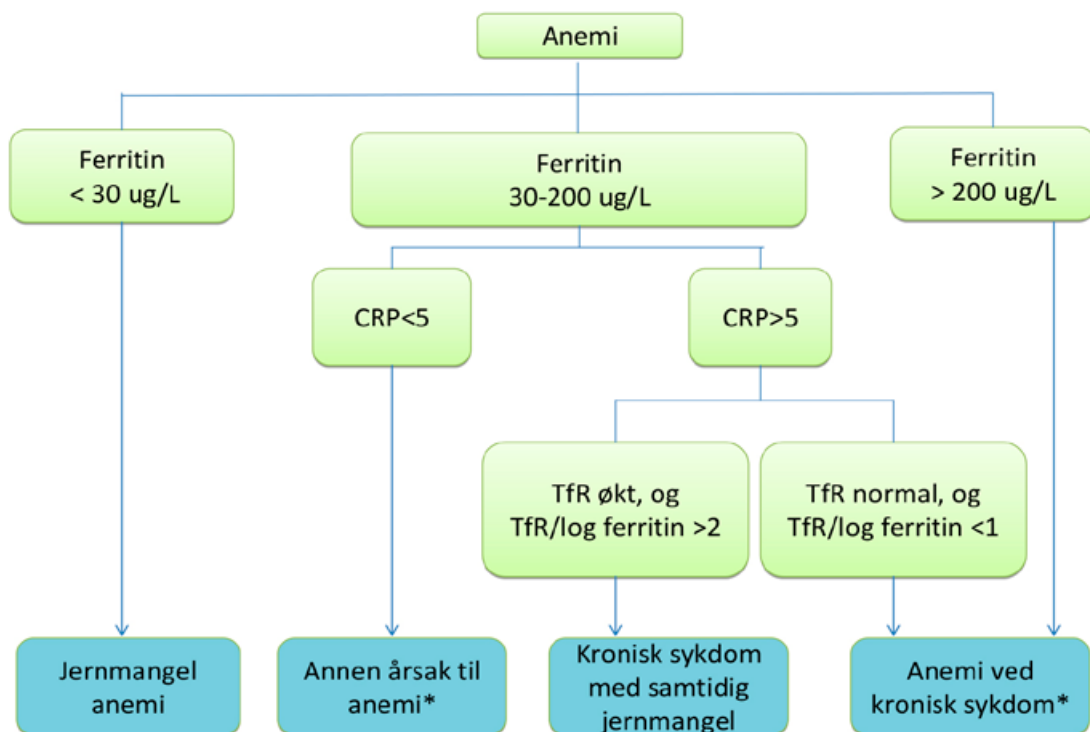 Anemi
Ferritin
< 30 ug/L
Ferritin
30-200 ug/L
Ferritin
> 200 ug/L
CRP<5
CRP>5
TfR økt, og
TfR/log ferritin >2
TfR normal, og
TfR/log ferritin <1
Jernmangel
anemi
Annen årsak til
anemi*
Kronisk sykdom
med samtidig
jernmangel
Anemi ved
kronisk sykdom*